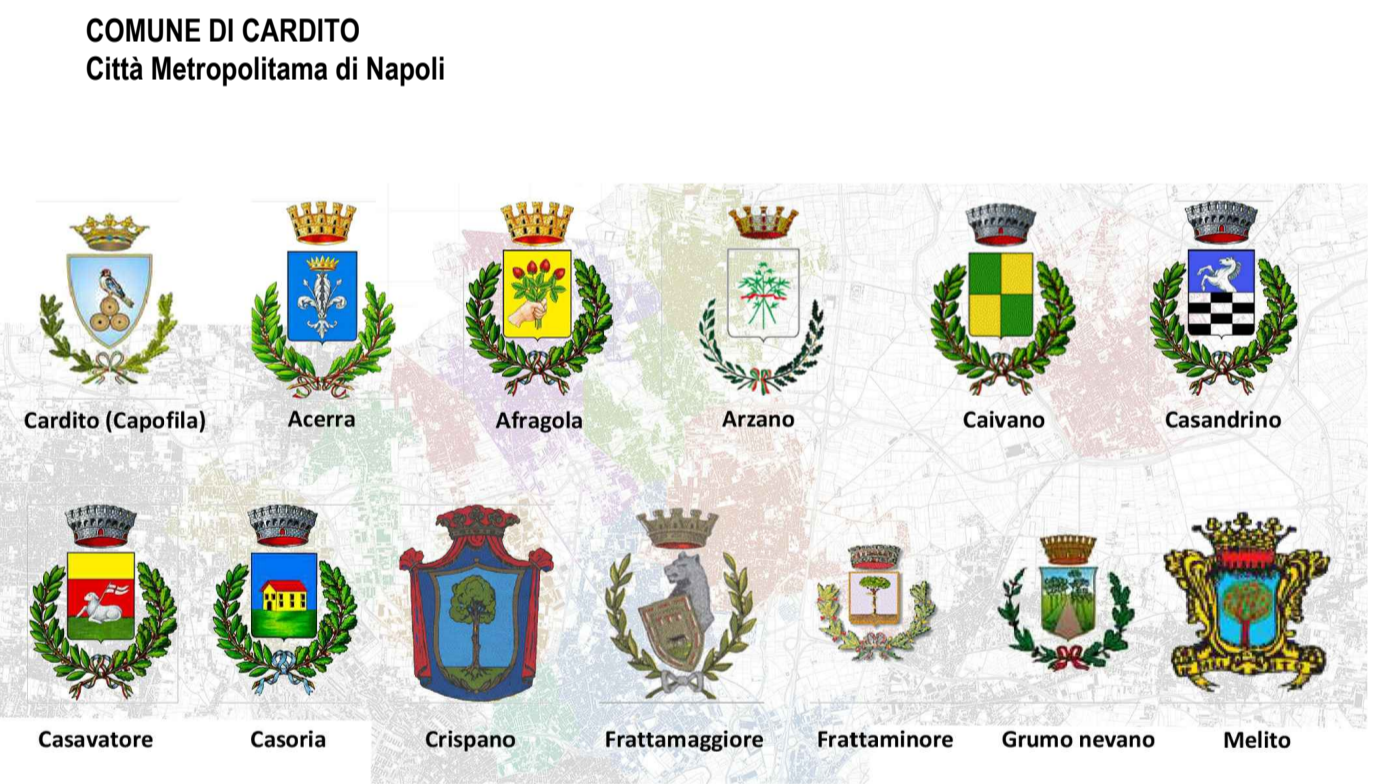 COMUNE DI CARDITO
Città Metropolitama di Napoli
Cardito (Capofila)
Acerra
Afragola
Arzano
Caivano
Casandrino
Casavatore
Casoria
Crispano
Frattamaggiore
Frattaminore
Grumo nevano
Melito